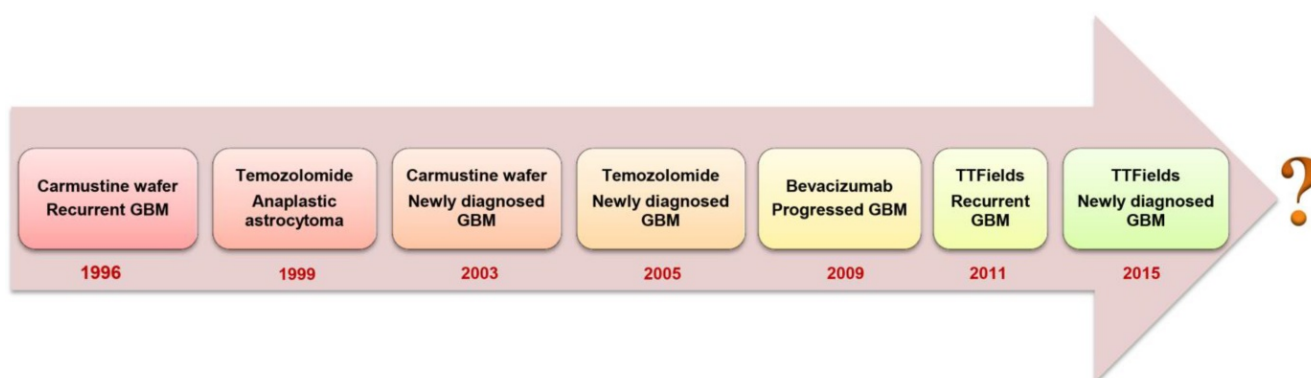 Carmustine wafer
Recurrent GBM
1996
Temozolomide
Anaplastic
astrocytoma
1999
Carmustine wafer
Newly diagnosed
GBM
2003
Temozolomide
Newly diagnosed
GBM
2005
Bevacizumab
Progressed GBM
2009
TTFields
Recurrent
GBM
2011
TTFields
Newly diagnosed
GBM
2015
?